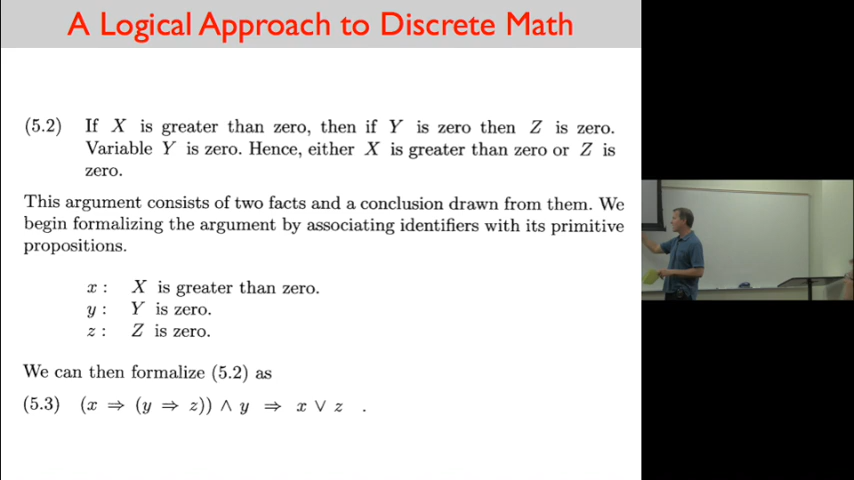 A Logical Approach to Discrete Math
(5.2) If X is greater than zero, then if Y is zero then Z is zero.
Variable Y is zero. Hence, either X is greater than zero or Z is
zero.
This argument consists of two facts and a conclusion drawn from them. We
begin formalizing the argument by associating identifiers with its primitive
propositions.
x : X is greater than zero.
y : Y is zero.
z : Z is zero.
We can then formalize (5.2) as
(5.3) (x ⇒ (y ⇒ z)) ∧ y ⇒ x ∨ z .